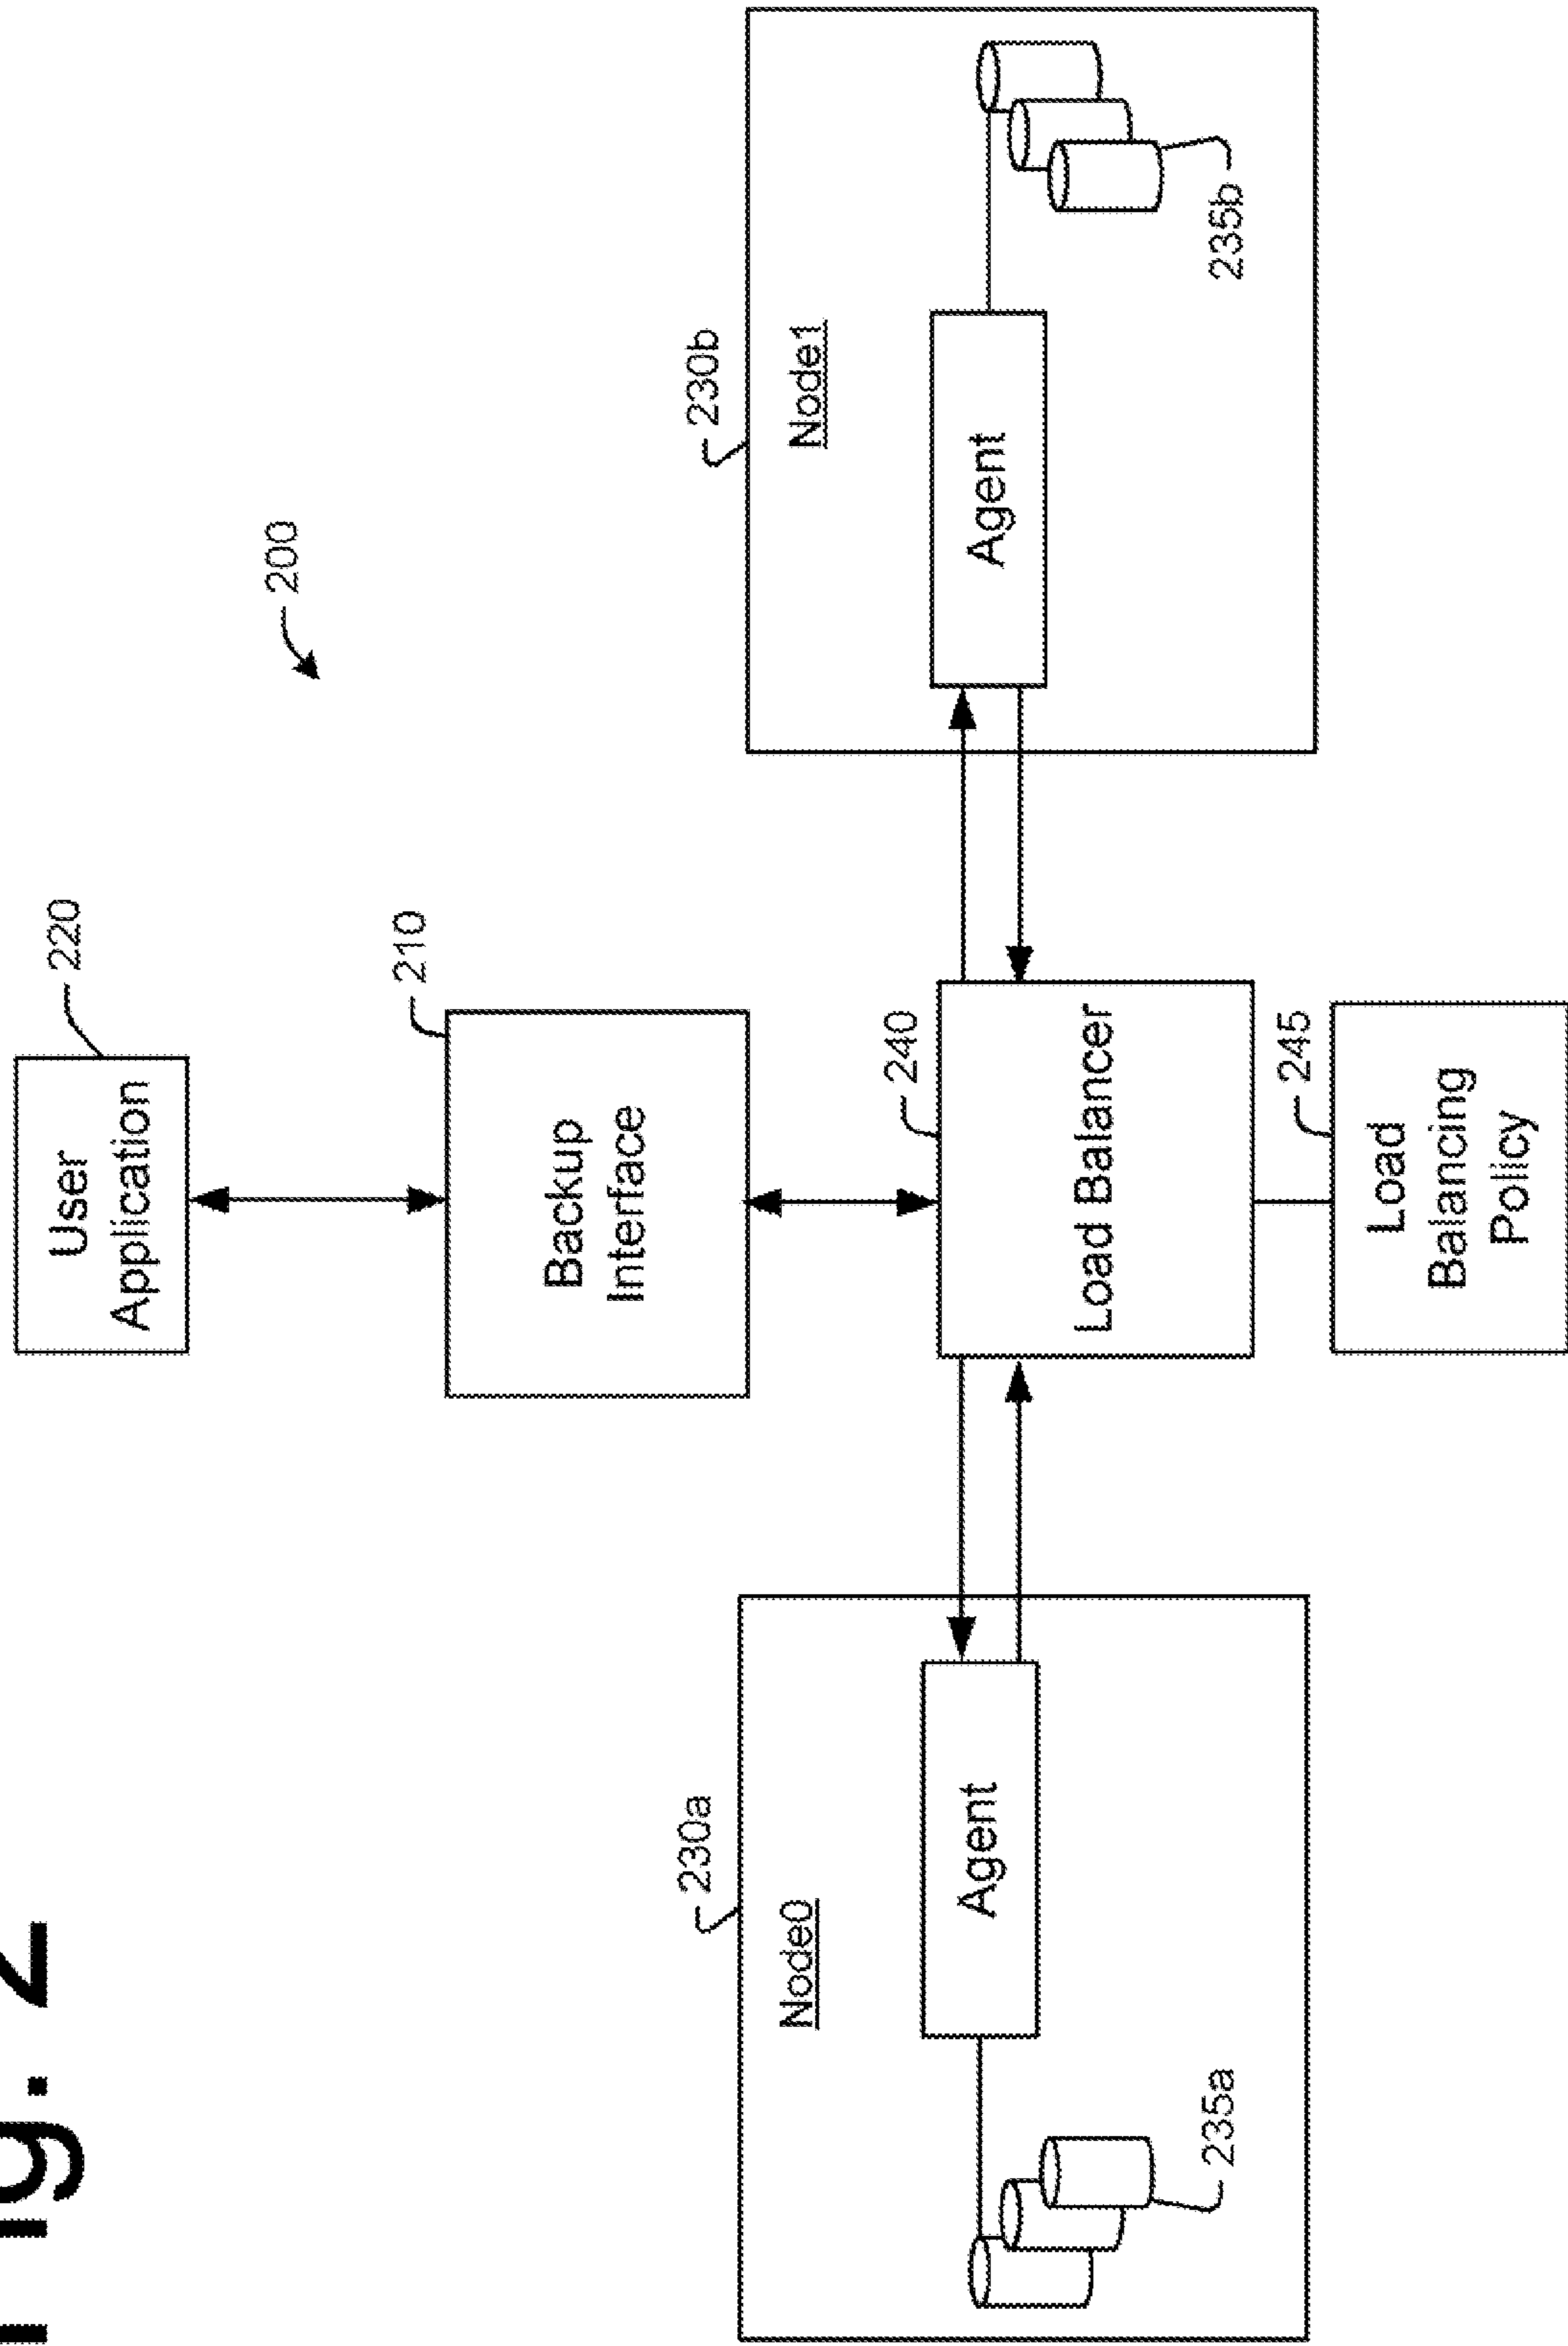 Fig. 2
200
User
Application
220
Backup
Interface
210
230a
Node0
Agent
235a
240
Load Balancer
245
Load
Balancing
Policy
230b
Node1
Agent
235b